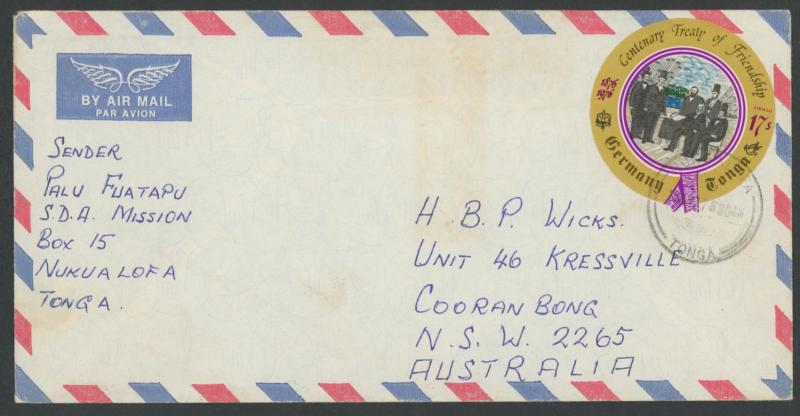 BY AIR MAIL
PAR AVION
SENDER
PALU FUATAPU
S.D.A. MISSION
BOX 15
NUKUALOFA
TONGA.
Centenary Treaty of Friendship
1876
1976
AIRMAIL
17s
Germany Tonga
TONGA
H. B. P. WICKS.
UNIT 46 KRESSVILLE
COORANBONG
N. S. W. 2265
AUSTRALIA